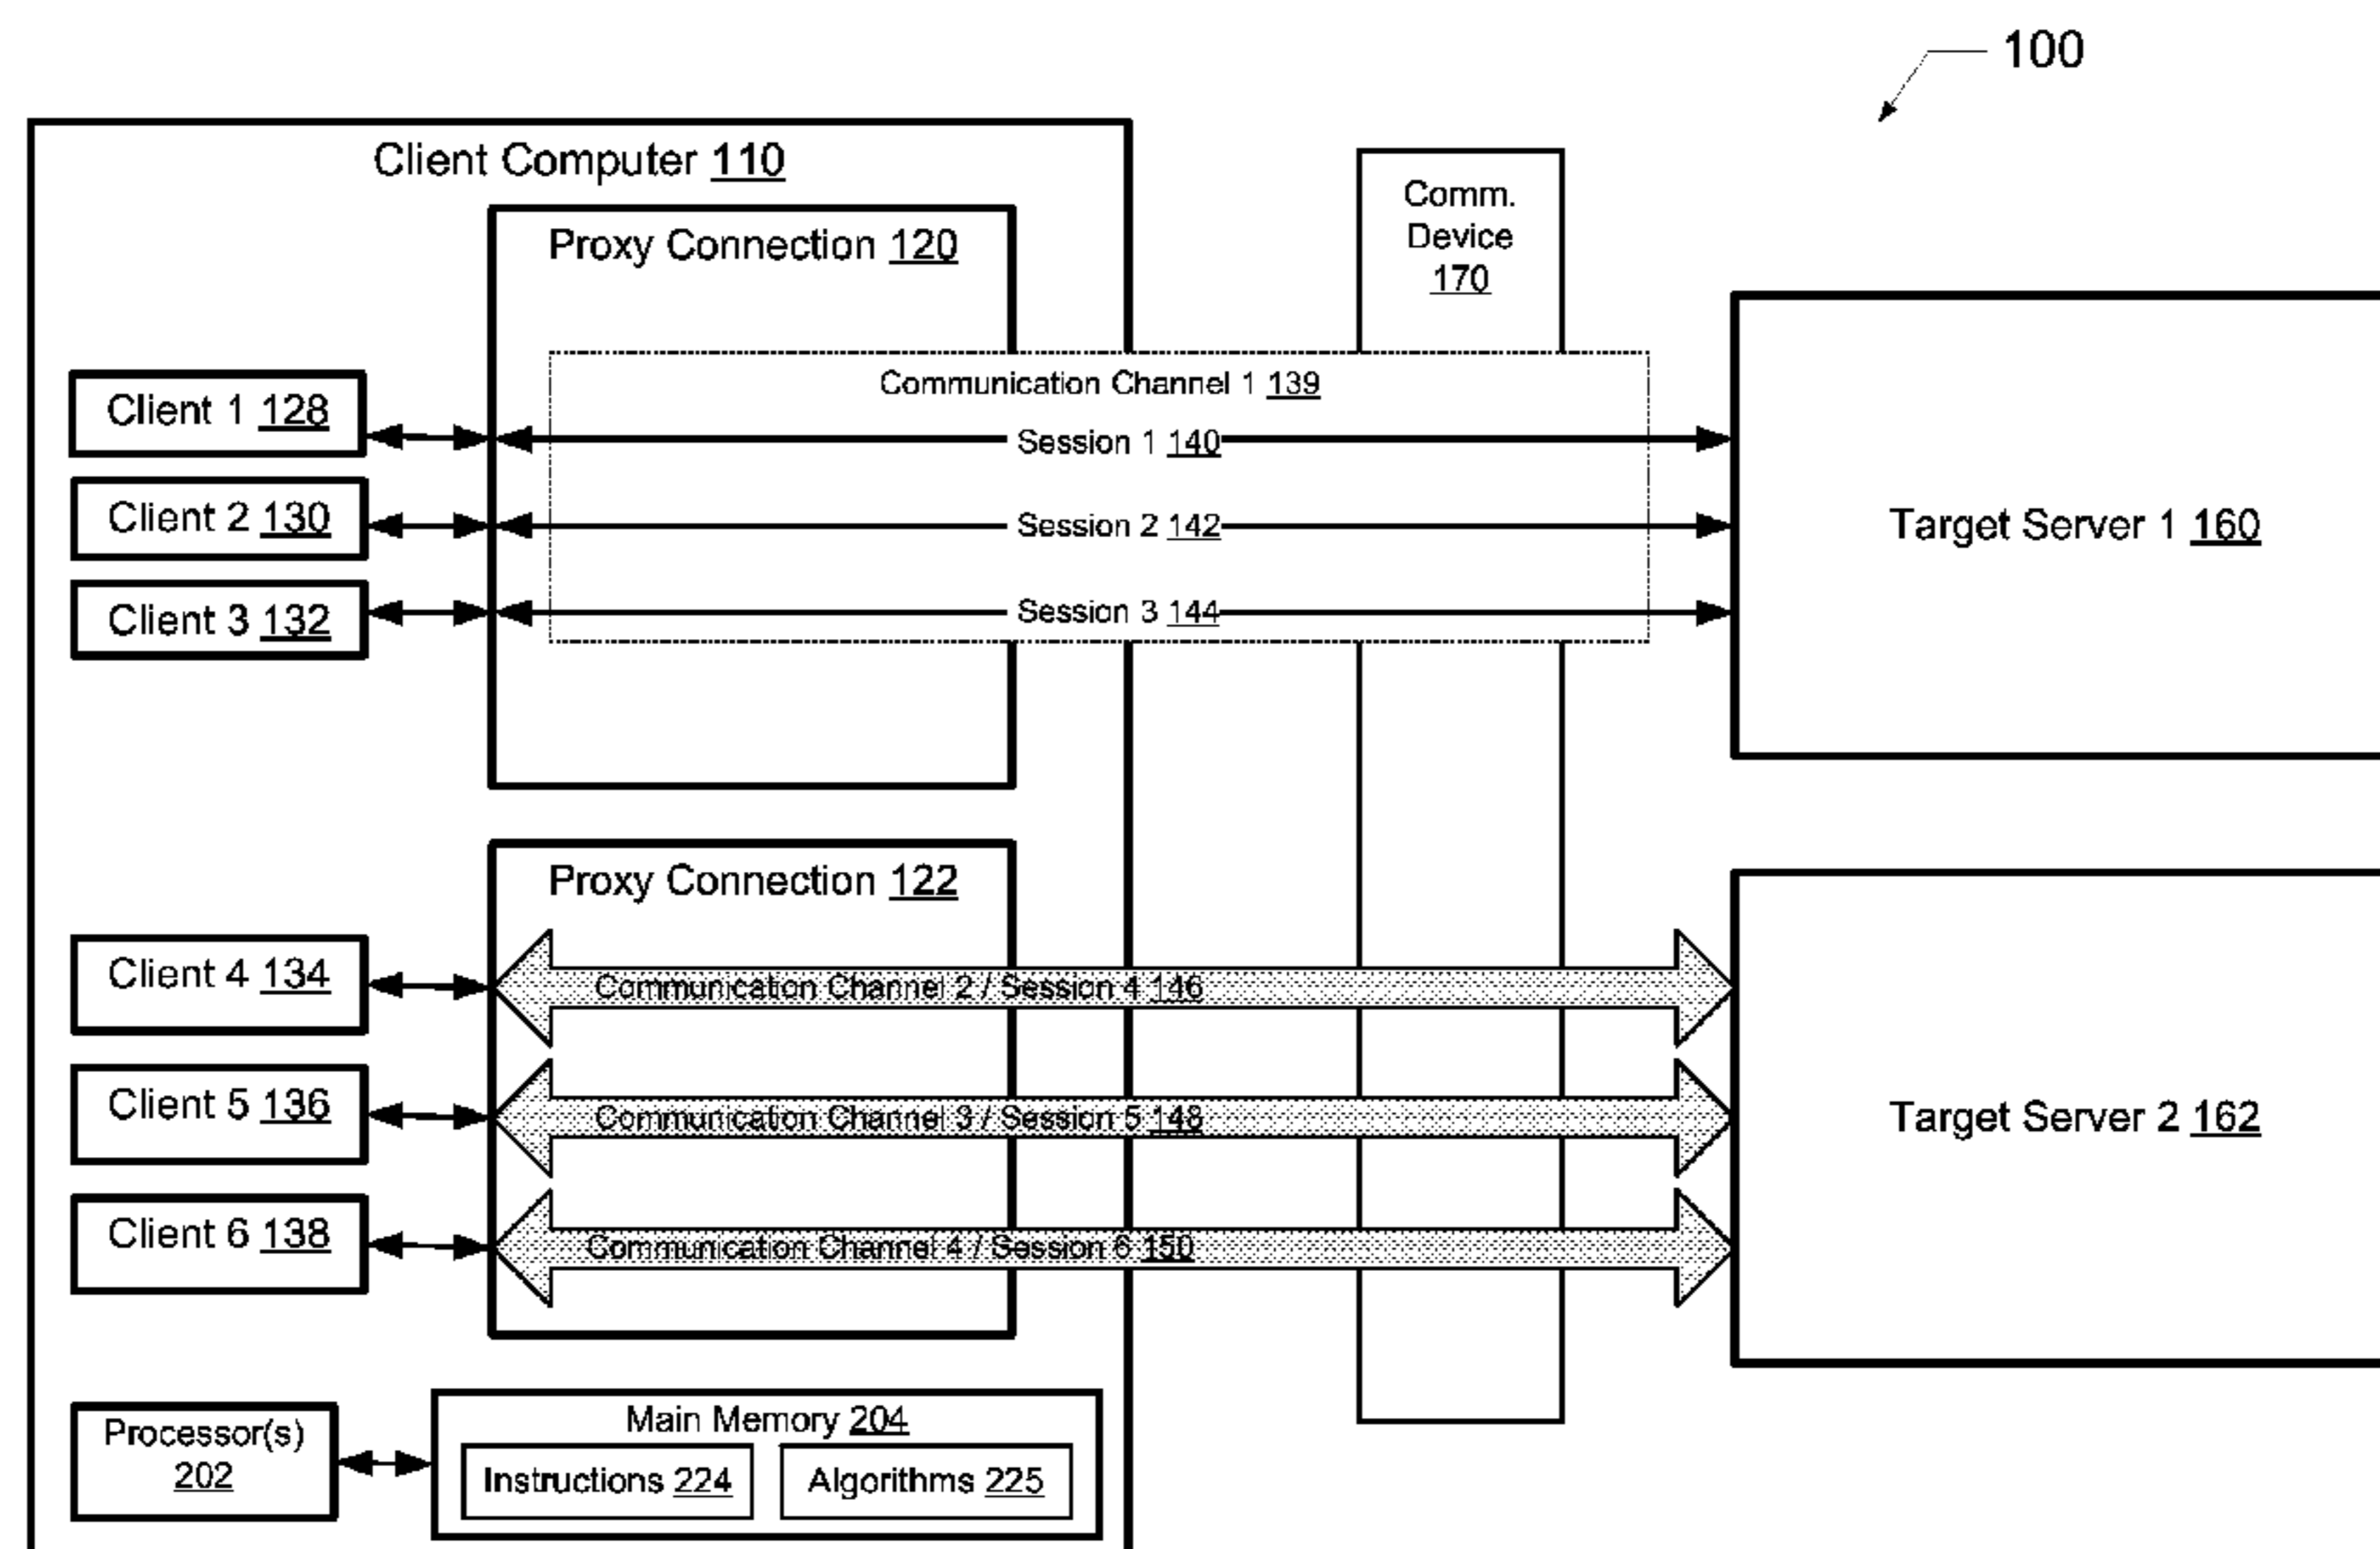 100
Client Computer 110
Proxy Connection 120
Comm.
Device
170
Communication Channel 1 139
Client 1 128
Session 1 140
Client 2 130
Session 2 142
Target Server 1 160
Client 3 132
Session 3 144
Proxy Connection 122
Client 4 134
Communication Channel 2 / Session 4 146
Client 5 136
Communication Channel 3 / Session 5 148
Target Server 2 162
Client 6 138
Communication Channel 4 / Session 6 150
Processor(s)
202
Main Memory 204
Instructions 224
Algorithms 225